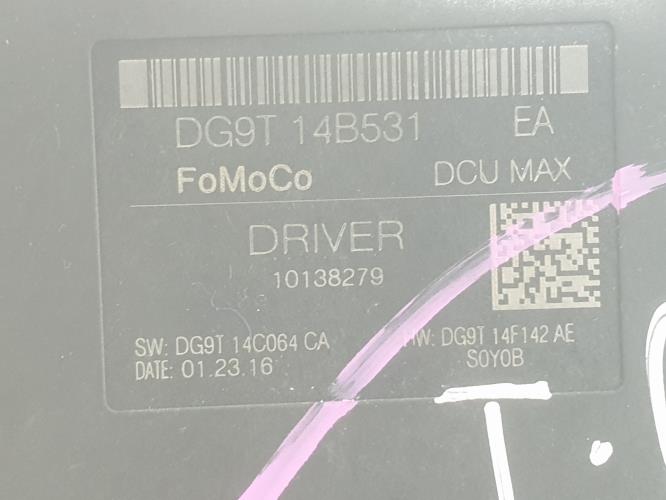 DG9T 14B531 EA
FoMoCo DCU MAX
DRIVER
10138279
SW: DG9T 14C064 CA HW: DG9T 14F142 AE
DATE: 01.23.16 S0Y0B